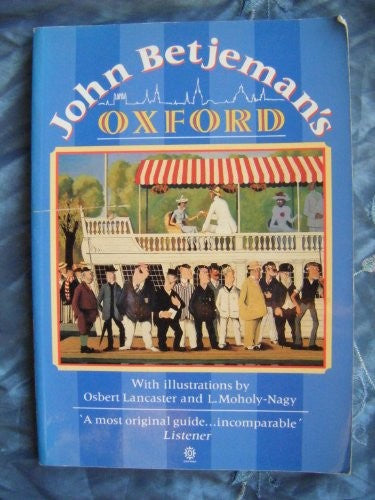 John Betjeman's
OXFORD
With illustrations by
Osbert Lancaster and L.Moholy-Nagy
'A most original guide...incomparable'
Listener